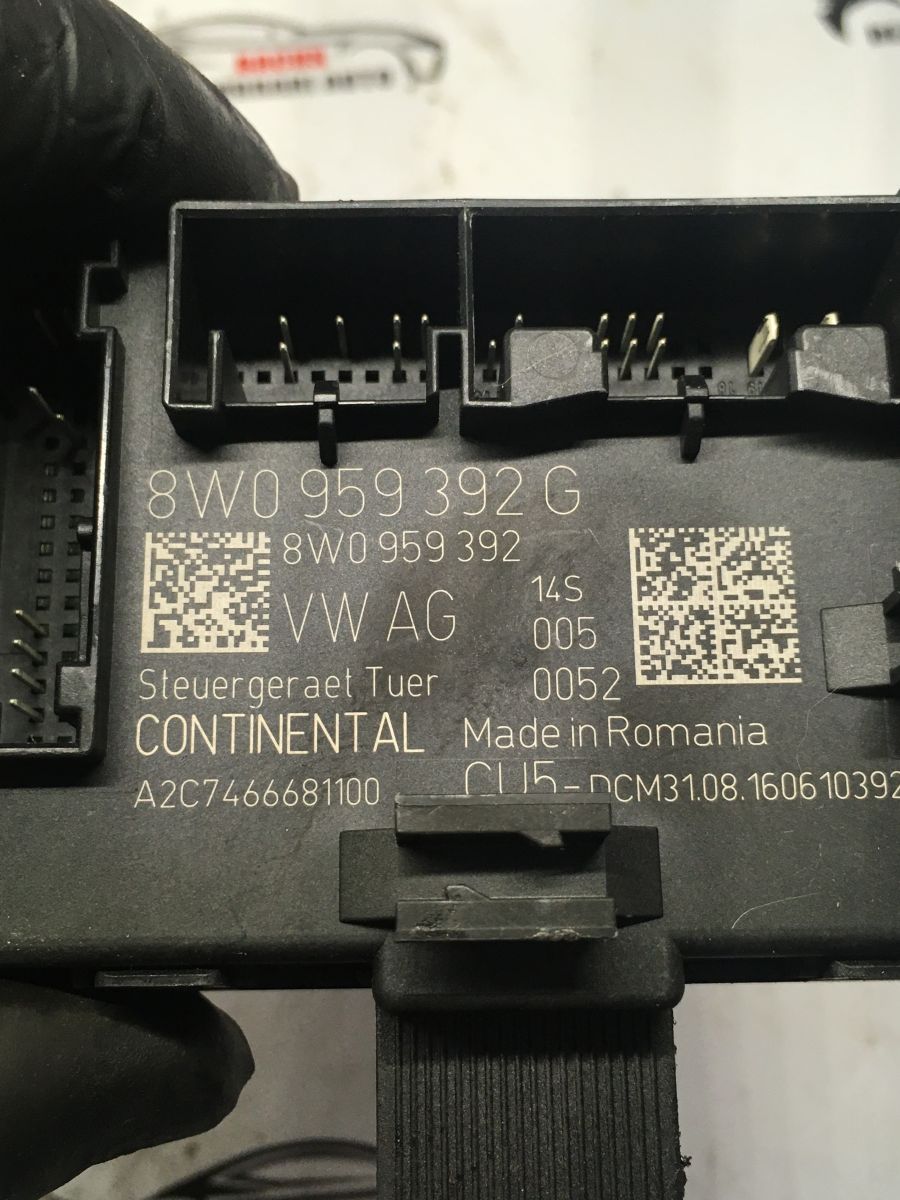 8W0 959 392 G
8W0 959 392
VW AG
14S
005
0052
Steuergeraet Tuer
CONTINENTAL
Made in Romania
A2C7466681100
CU5-DCM31.08.160610392